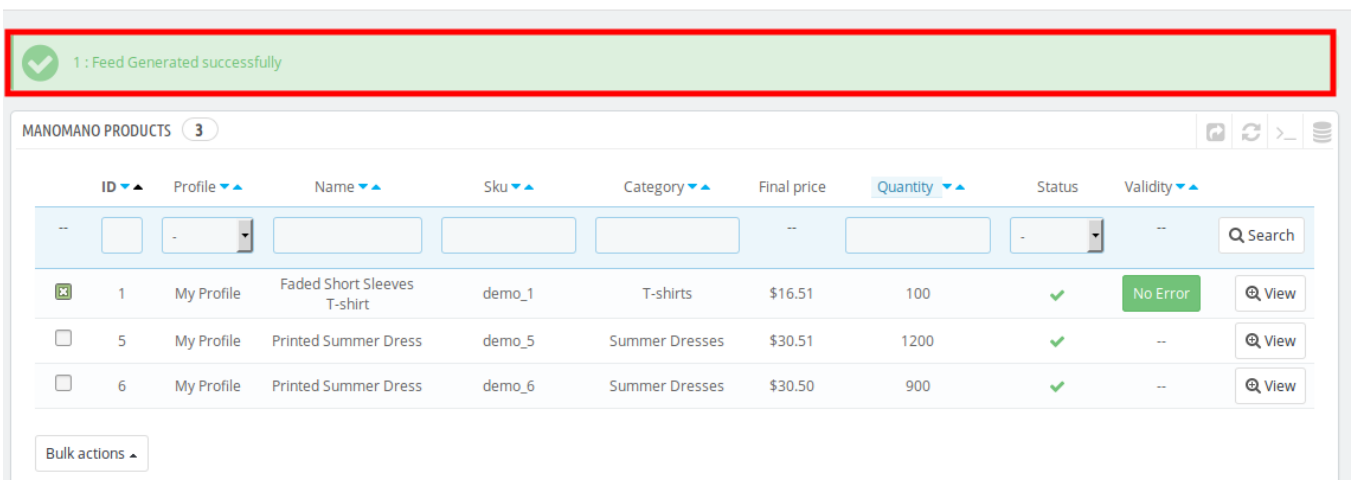 1 : Feed Generated successfully
MANOMANO PRODUCTS 3
ID Profile Name Sku Category Final price Quantity Status Validity
-- - -- - -- Search
1 My Profile Faded Short Sleeves T-shirt demo_1 T-shirts $16.51 100 No Error View
5 My Profile Printed Summer Dress demo_5 Summer Dresses $30.51 1200 -- View
6 My Profile Printed Summer Dress demo_6 Summer Dresses $30.50 900 -- View
Bulk actions